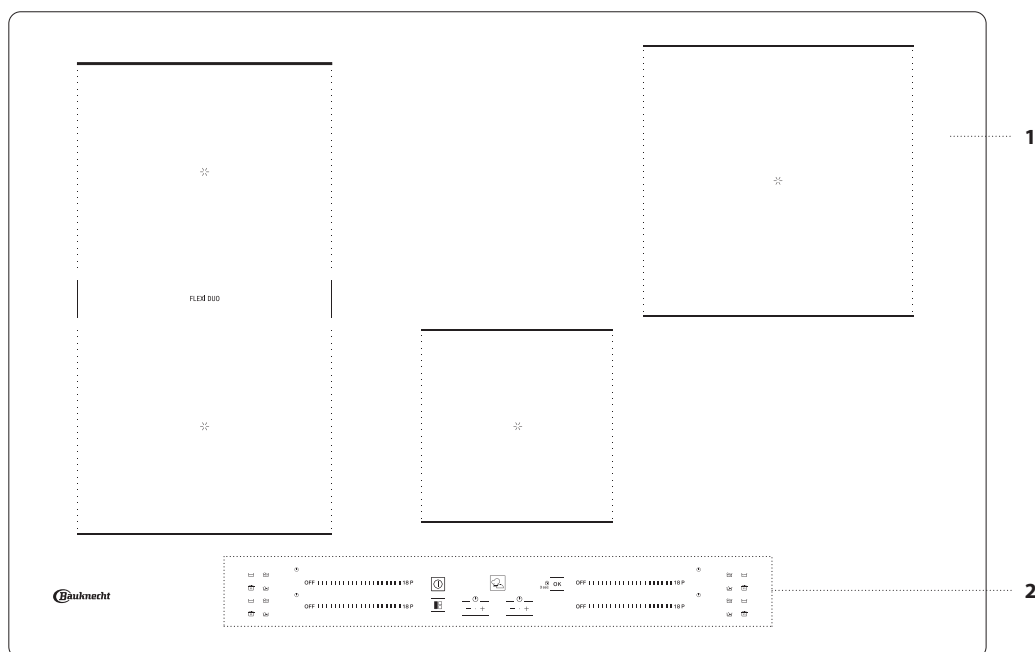 1
FLEXI DUO
OFF 18 P
OFF 18 P
OK
OFF 18 P
OFF 18 P
− · +
− · +
Bauknecht
2